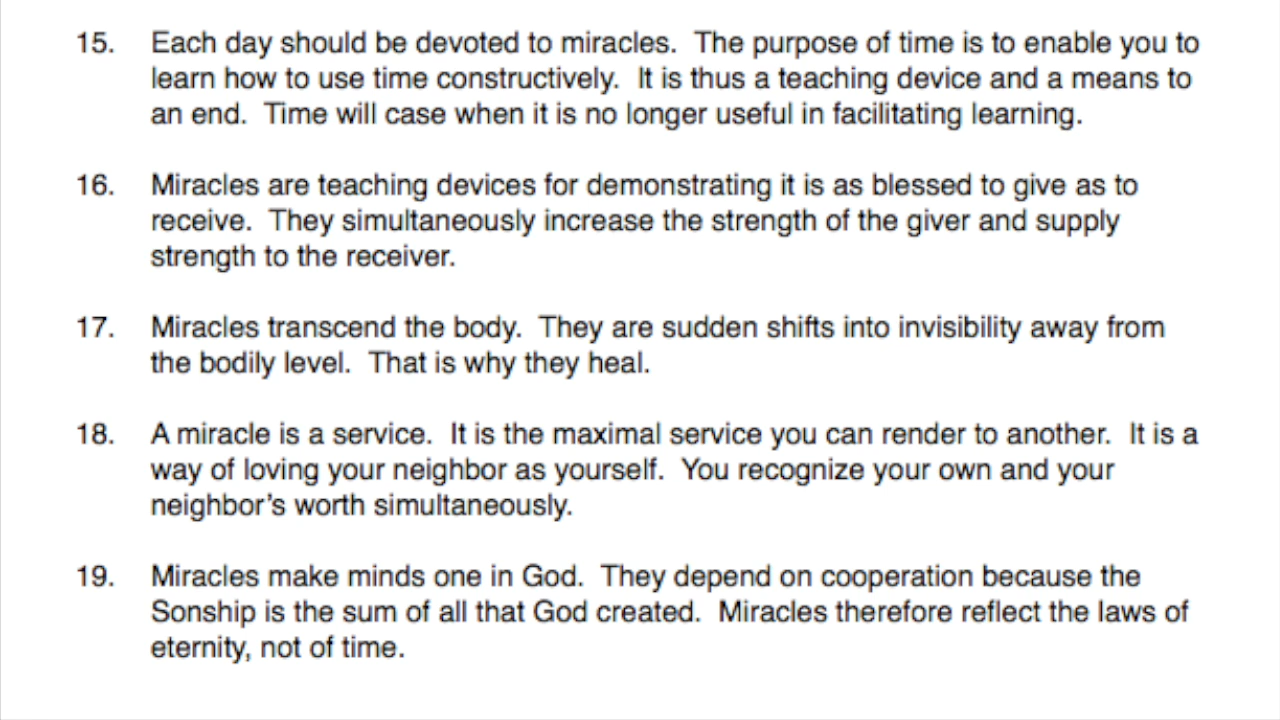 15. Each day should be devoted to miracles. The purpose of time is to enable you to
learn how to use time constructively. It is thus a teaching device and a means to
an end. Time will case when it is no longer useful in facilitating learning.
16. Miracles are teaching devices for demonstrating it is as blessed to give as to
receive. They simultaneously increase the strength of the giver and supply
strength to the receiver.
17. Miracles transcend the body. They are sudden shifts into invisibility away from
the bodily level. That is why they heal.
18. A miracle is a service. It is the maximal service you can render to another. It is a
way of loving your neighbor as yourself. You recognize your own and your
neighbor’s worth simultaneously.
19. Miracles make minds one in God. They depend on cooperation because the
Sonship is the sum of all that God created. Miracles therefore reflect the laws of
eternity, not of time.